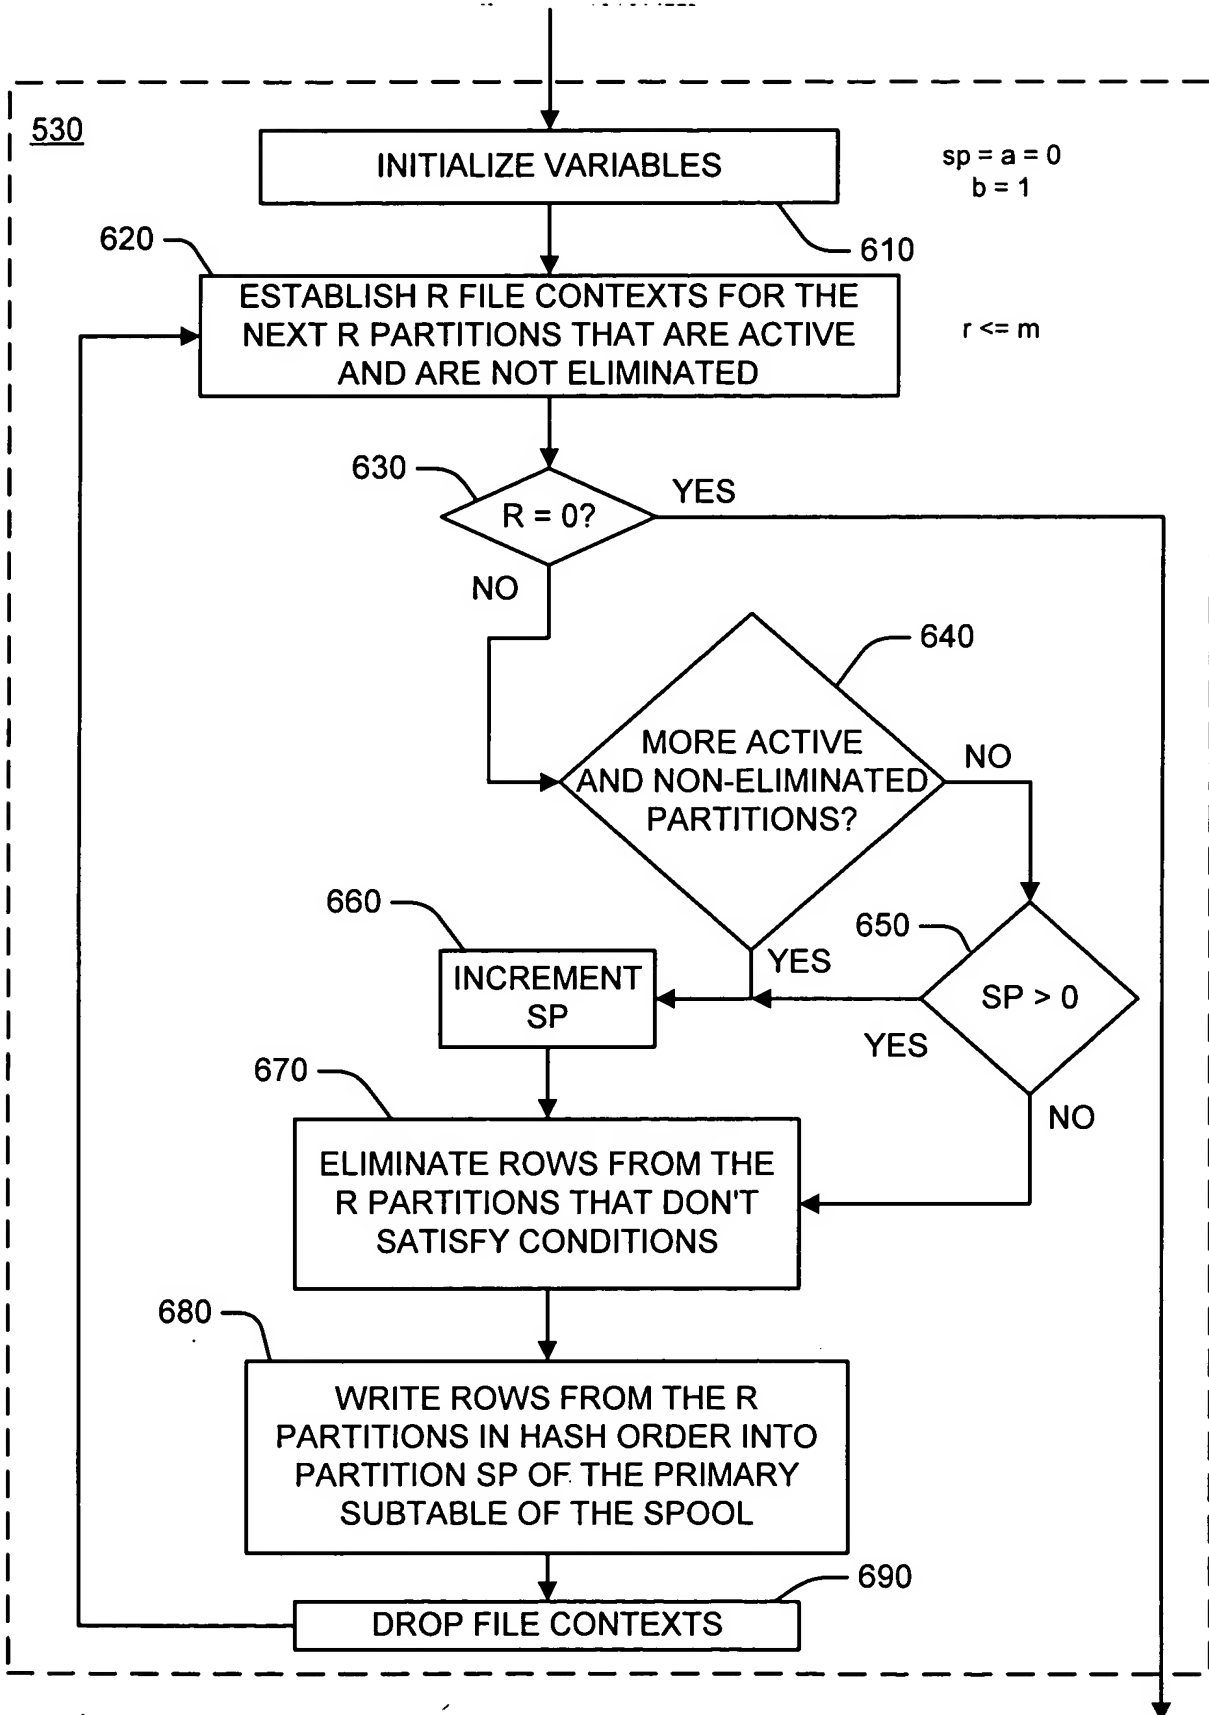 530
INITIALIZE VARIABLES
sp = a = 0
b = 1
610
620
ESTABLISH R FILE CONTEXTS FOR THE
NEXT R PARTITIONS THAT ARE ACTIVE
AND ARE NOT ELIMINATED
r <= m
630
R = 0?
YES
NO
640
MORE ACTIVE
AND NON-ELIMINATED
PARTITIONS?
NO
660
650
YES
INCREMENT
SP
SP > 0
YES
670
NO
ELIMINATE ROWS FROM THE
R PARTITIONS THAT DON'T
SATISFY CONDITIONS
680
WRITE ROWS FROM THE R
PARTITIONS IN HASH ORDER INTO
PARTITION SP OF THE PRIMARY
SUBTABLE OF THE SPOOL
690
DROP FILE CONTEXTS